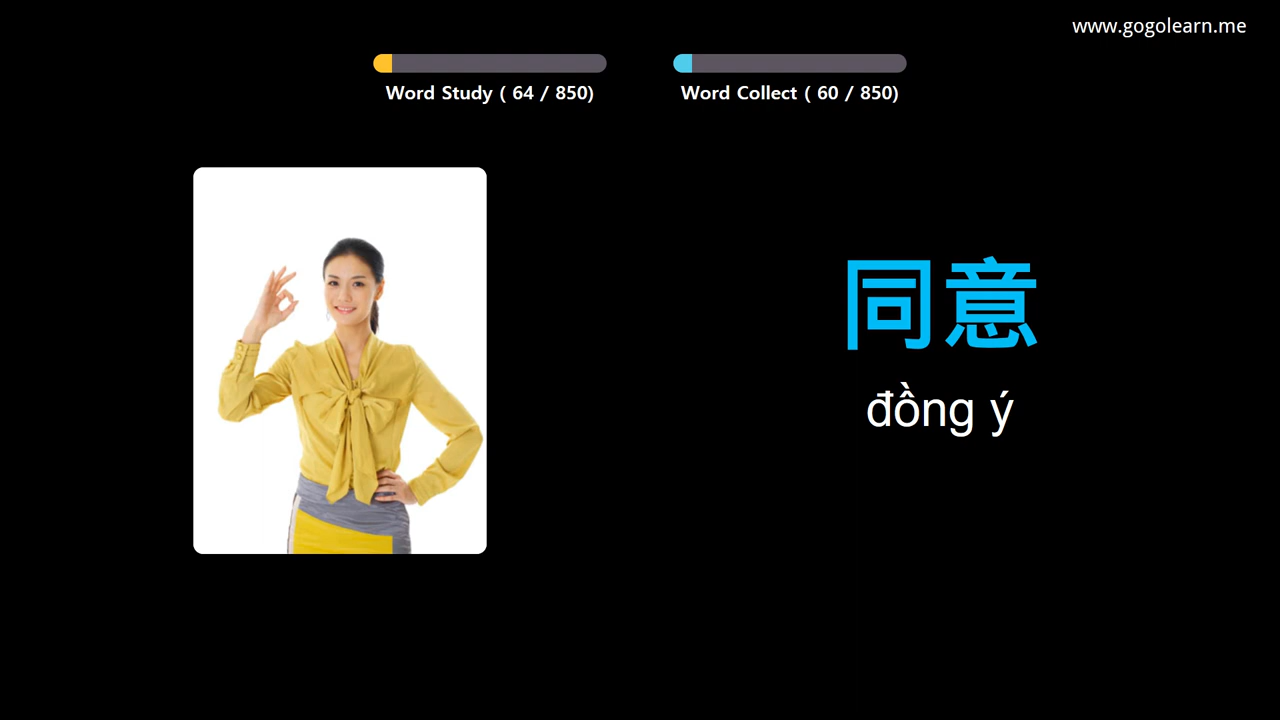 www.gogolearn.me
Word Study ( 64 / 850)
Word Collect ( 60 / 850)
同意
đồng ý